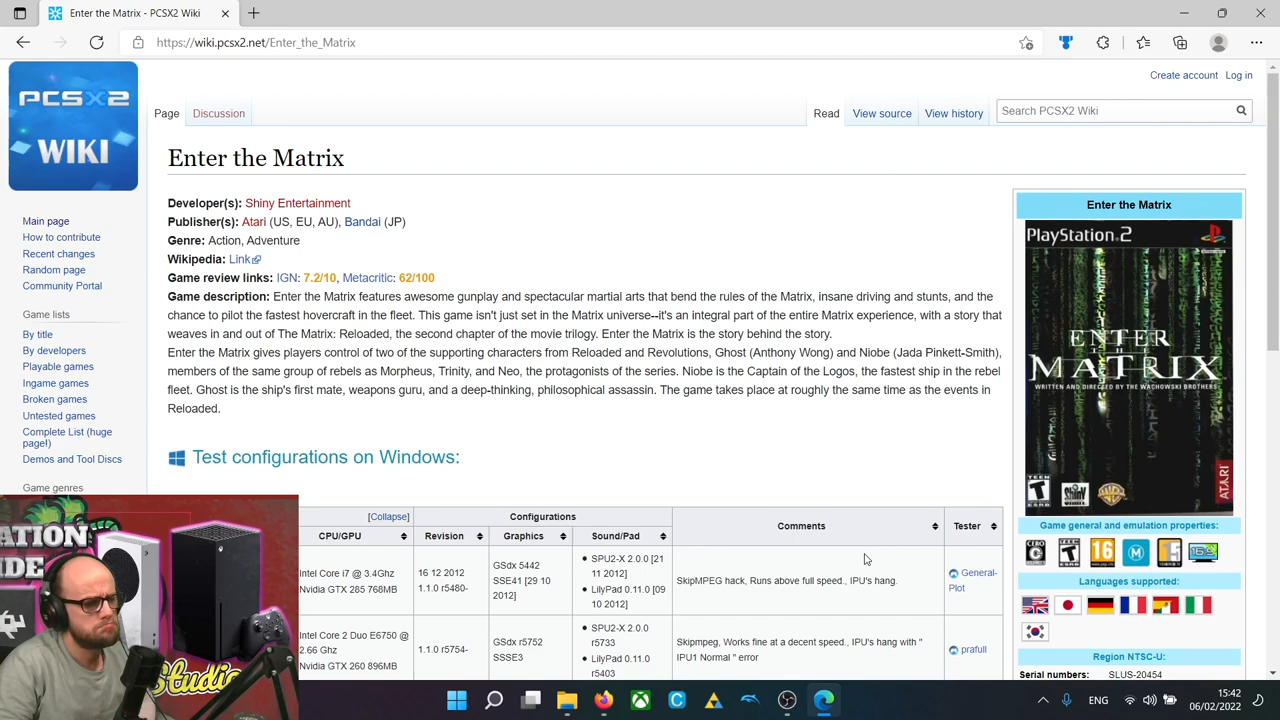 Enter the Matrix - PCSX2 Wiki
https://wiki.pcsx2.net/Enter_the_Matrix
Create account Log in
PCSX2
WIKI
Page Discussion Read View source View history Search PCSX2 Wiki
Enter the Matrix
Main page
How to contribute
Recent changes
Random page
Community Portal
Game lists
By title
By developers
Playable games
Ingame games
Broken games
Untested games
Complete List (huge
page!)
Demos and Tool Discs
Game genres
Developer(s): Shiny Entertainment
Publisher(s): Atari (US, EU, AU), Bandai (JP)
Genre: Action, Adventure
Wikipedia: Link
Game review links: IGN: 7.2/10, Metacritic: 62/100
Game description: Enter the Matrix features awesome gunplay and spectacular martial arts that bend the rules of the Matrix, insane driving and stunts, and the
chance to pilot the fastest hovercraft in the fleet. This game isn't just set in the Matrix universe--it's an integral part of the entire Matrix experience, with a story that
weaves in and out of The Matrix: Reloaded, the second chapter of the movie trilogy. Enter the Matrix is the story behind the story.
Enter the Matrix gives players control of two of the supporting characters from Reloaded and Revolutions, Ghost (Anthony Wong) and Niobe (Jada Pinkett-Smith),
members of the same group of rebels as Morpheus, Trinity, and Neo, the protagonists of the series. Niobe is the Captain of the Logos, the fastest ship in the rebel
fleet. Ghost is the ship's first mate, weapons guru, and a deep-thinking, philosophical assassin. The game takes place at roughly the same time as the events in
Reloaded.
Test configurations on Windows:
[Collapse] Configurations Comments Tester
CPU/GPU Revision Graphics Sound/Pad
Intel Core i7 @ 3.4Ghz
Nvidia GTX 285 768MB
16 12 2012
1.1.0 r5480-
GSdx 5442
SSE41 [29 10
2012]
SPU2-X 2.0.0 [21
11 2012]
LilyPad 0.11.0 [09
10 2012]
SkipMPEG hack, Runs above full speed., IPU's hang.
General-
Plot
Intel Core 2 Duo E6750 @
2.66 Ghz
Nvidia GTX 260 896MB
1.1.0 r5754-
GSdx r5752
SSSE3
SPU2-X 2.0.0
r5733
LilyPad 0.11.0
r5403
Skipmpeg, Works fine at a decent speed., IPU's hang with "
IPU1 Normal " error
prafull
Enter the Matrix
PlayStation 2
ENTER
THE
MATRIX
WRITTEN AND DIRECTED BY THE WACHOWSKI BROTHERS
TEEN
T
Shiny
ATARI
Game general and emulation properties:
Languages supported:
Region NTSC-U:
Serial numbers: SLUS-20454
ENG
15:42
06/02/2022
Studio